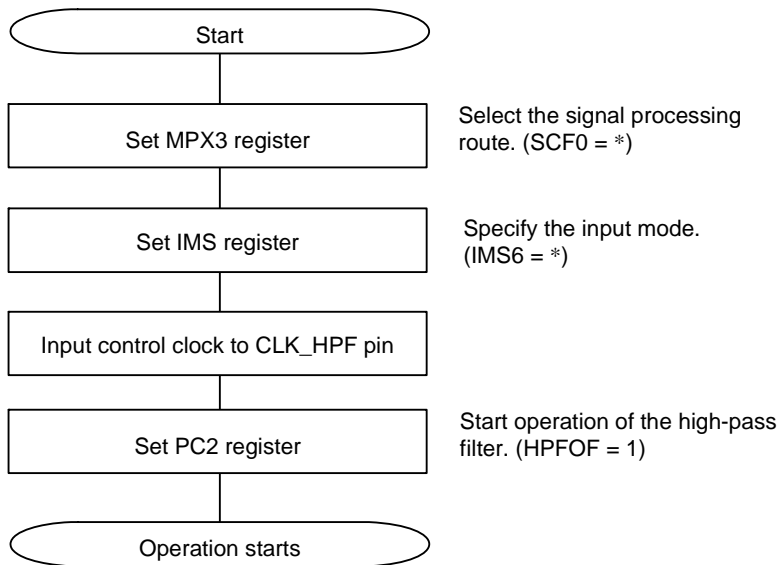 Start
Set MPX3 register
Select the signal processing
route. (SCF0 = *)
Set IMS register
Specify the input mode.
(IMS6 = *)
Input control clock to CLK_HPF pin
Set PC2 register
Start operation of the high-pass
filter. (HPFOF = 1)
Operation starts